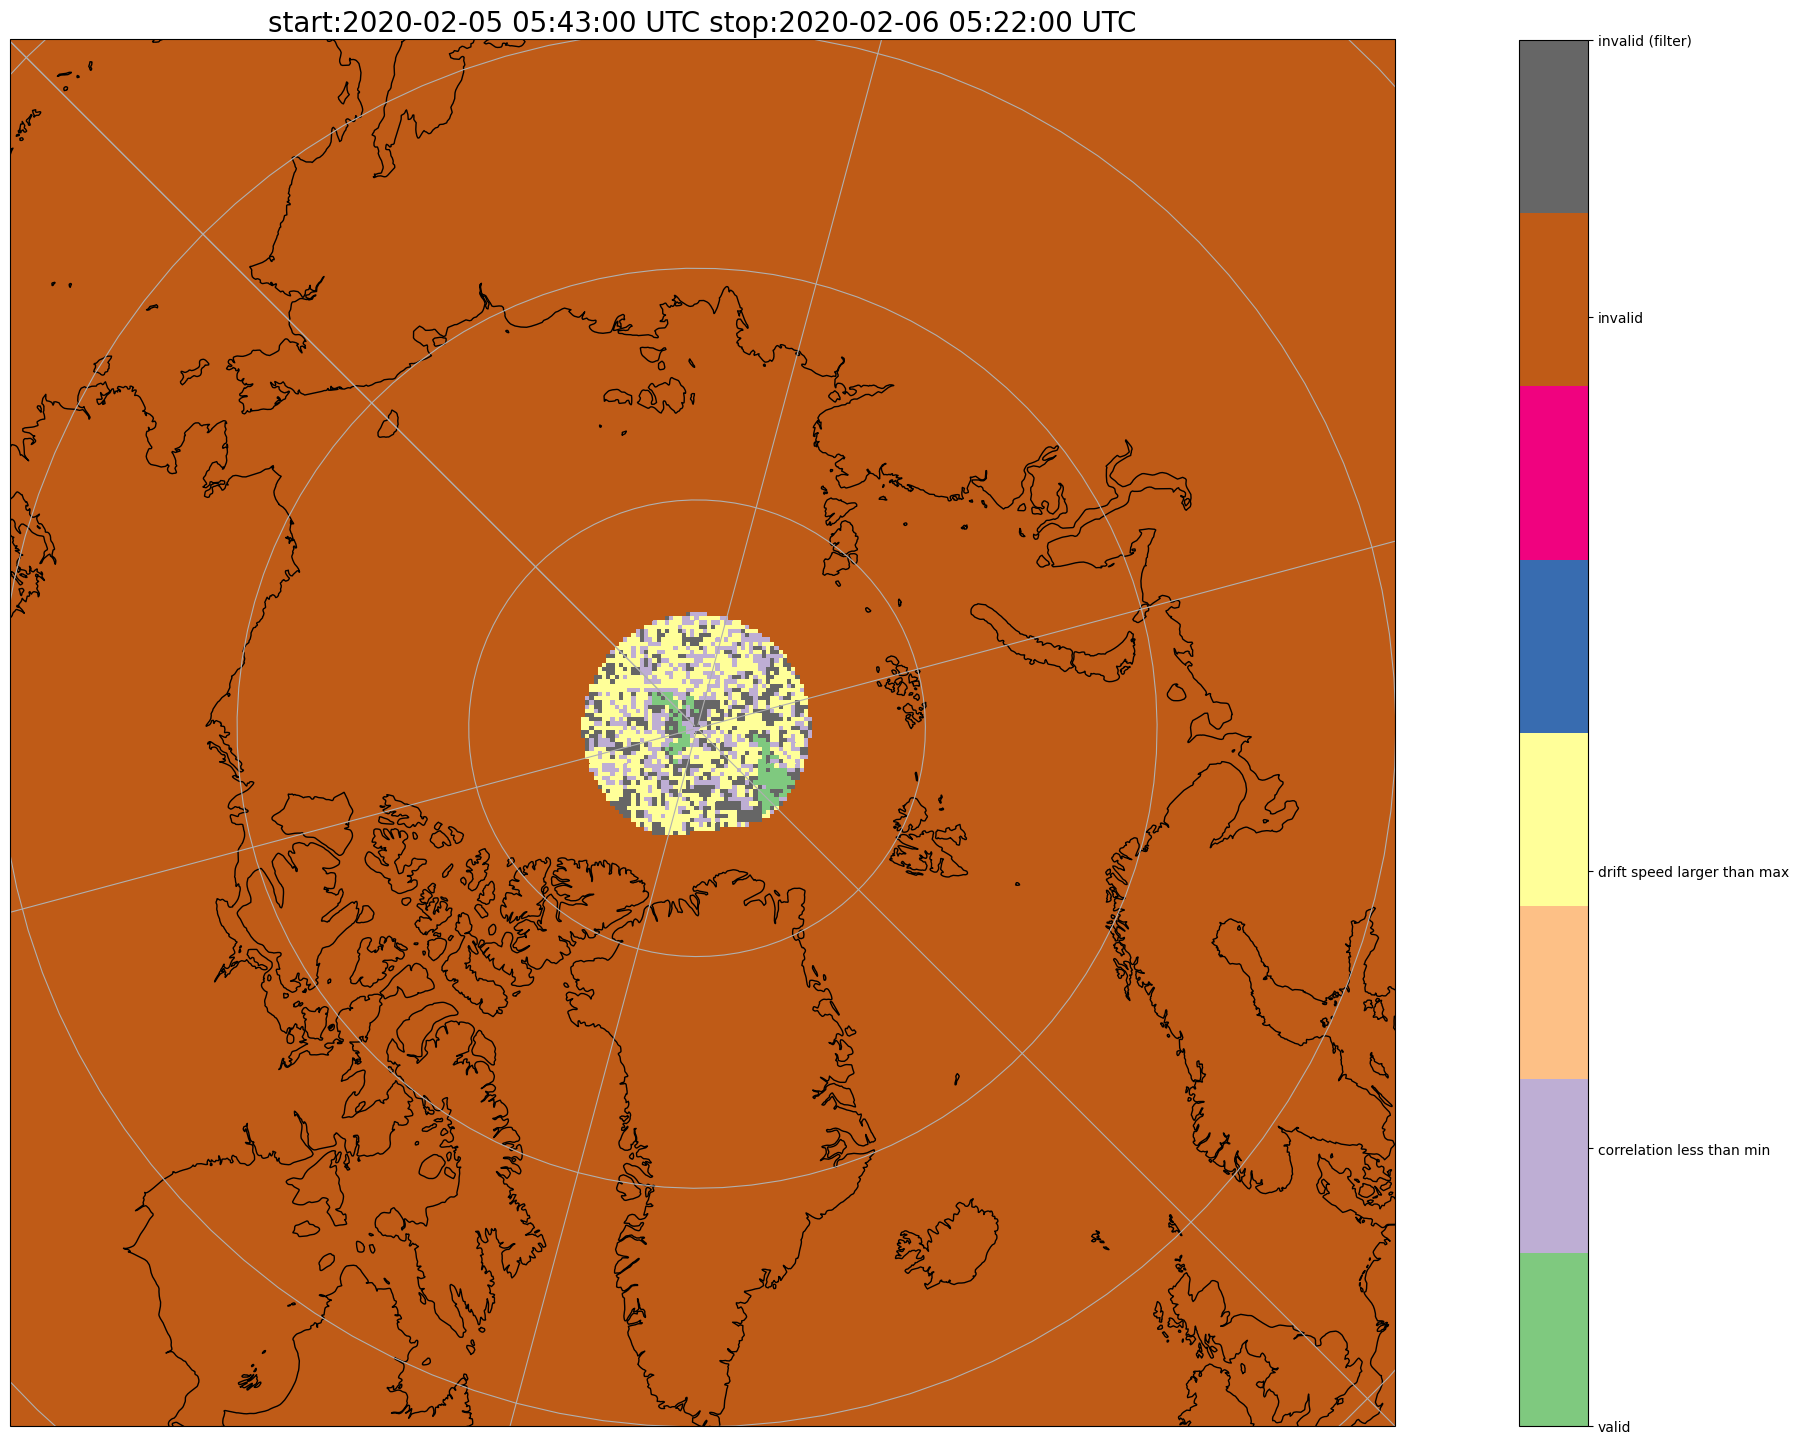 start:2020-02-05 05:43:00 UTC stop:2020-02-06 05:22:00 UTC
invalid (filter)
invalid
drift speed larger than max
correlation less than min
valid